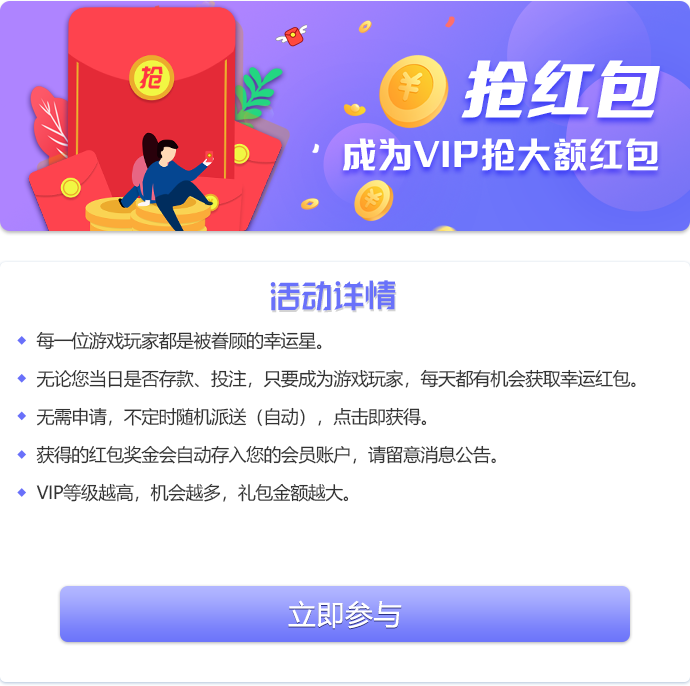 抢
抢红包
成为VIP抢大额红包
活动详情
每一位游戏玩家都是被眷顾的幸运星。
无论您当日是否存款、投注，只要成为游戏玩家，每天都有机会获取幸运红包。
无需申请，不定时随机派送（自动），点击即获得。
获得的红包奖金会自动存入您的会员账户，请留意消息公告。
VIP等级越高，机会越多，礼包金额越大。
立即参与